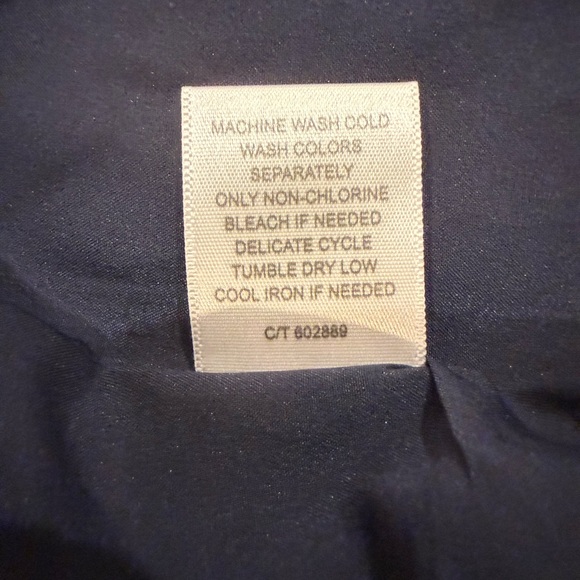 MACHINE WASH COLD
WASH COLORS
SEPARATELY
ONLY NON-CHLORINE
BLEACH IF NEEDED
DELICATE CYCLE
TUMBLE DRY LOW
COOL IRON IF NEEDED
C/T 602889